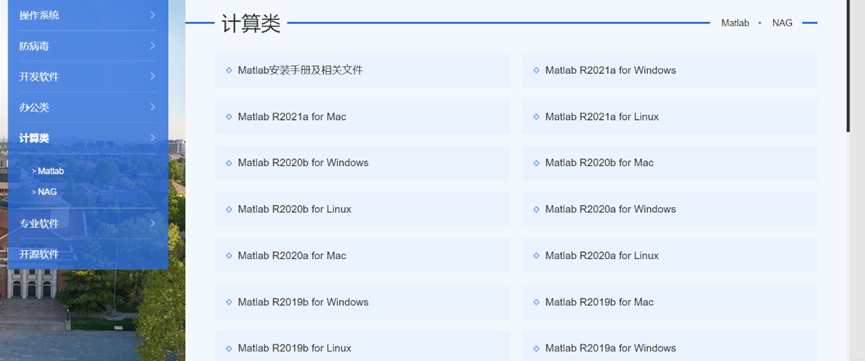 操作系统
防病毒
开发软件
办公类
计算类
> Matlab
> NAG
专业软件
开源软件
计算类
Matlab • NAG
Matlab安装手册及相关文件
Matlab R2021a for Windows
Matlab R2021a for Mac
Matlab R2021a for Linux
Matlab R2020b for Windows
Matlab R2020b for Mac
Matlab R2020b for Linux
Matlab R2020a for Windows
Matlab R2020a for Mac
Matlab R2020a for Linux
Matlab R2019b for Windows
Matlab R2019b for Mac
Matlab R2019b for Linux
Matlab R2019a for Windows